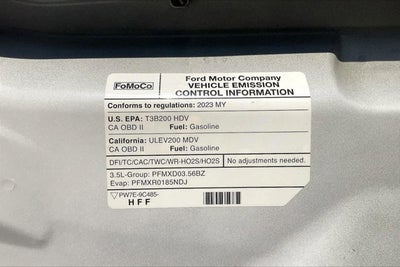 FoMoCo
Ford Motor Company
VEHICLE EMISSION
CONTROL INFORMATION
Conforms to regulations: 2023 MY
U.S. EPA: T3B200 HDV
CA OBD II Fuel: Gasoline
California: ULEV200 MDV
CA OBD II Fuel: Gasoline
DFI/TC/CAC/TWC/WR-HO2S/HO2S No adjustments needed.
3.5L-Group: PFMXD03.56BZ
Evap: PFMXR0185NDJ
PW7E-9C485-
HFF